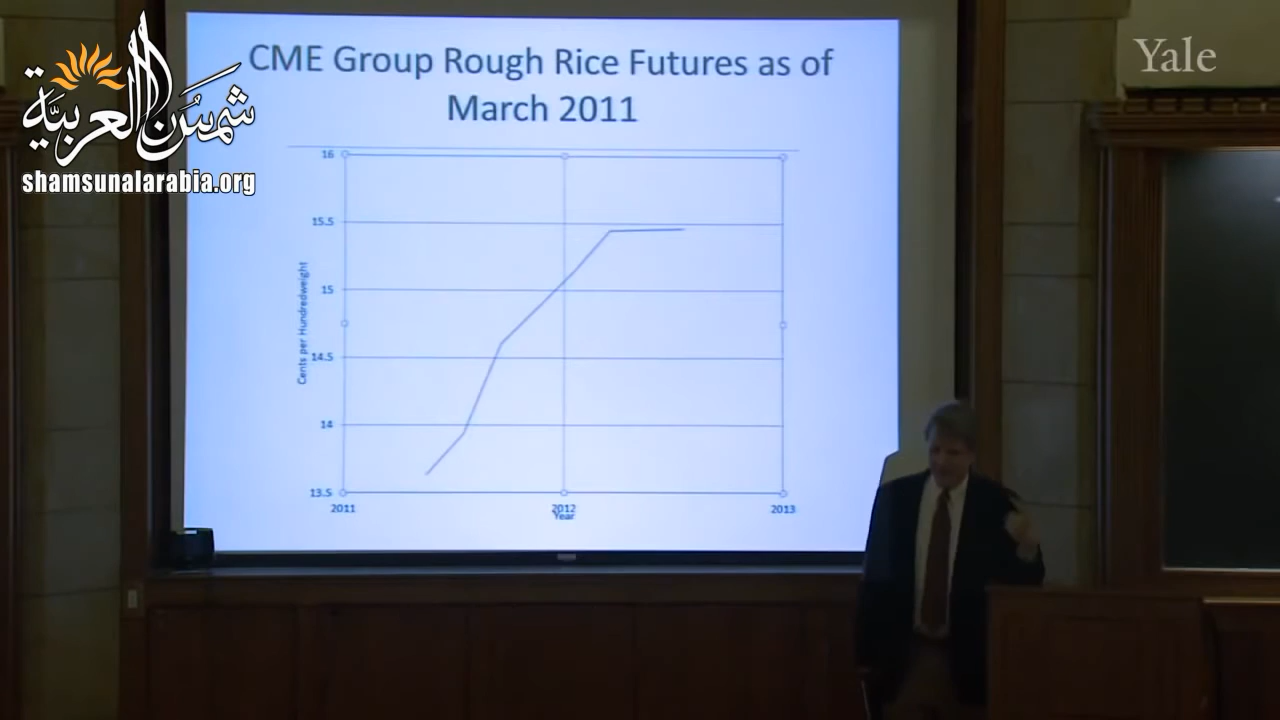 شمس العربية
shamsunalarabia.org
Yale
CME Group Rough Rice Futures as of
March 2011
16
15.5
15
14.5
14
13.5
Cents per Hundredweight
2011
2012
2013
Year